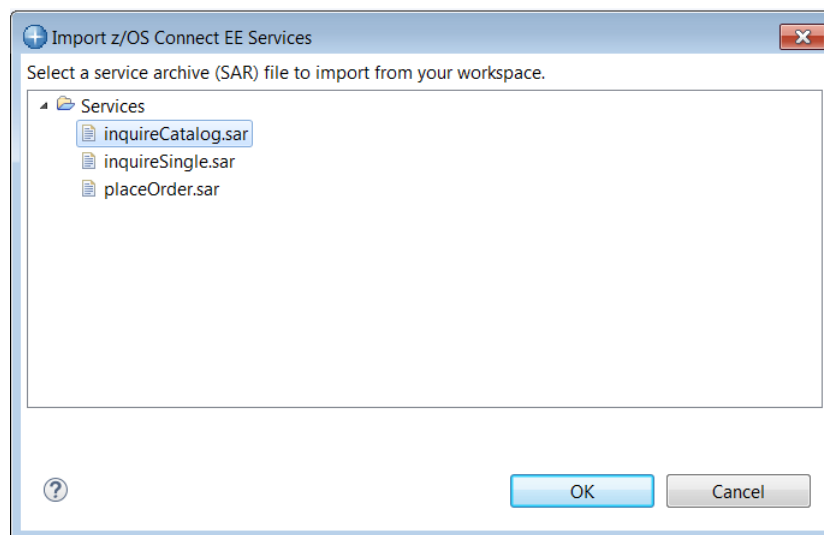 Import z/OS Connect EE Services
Select a service archive (SAR) file to import from your workspace.
Services
inquireCatalog.sar
inquireSingle.sar
placeOrder.sar
?
OK
Cancel